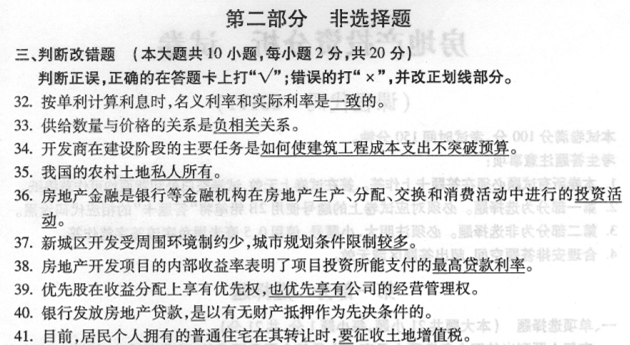 第二部分 非选择题
三、判断改错题 (本大题共10小题,每小题2分,共20分)
判断正误,正确的在答题卡上打“√”;错误的打“×”,并改正划线部分。
32. 按单利计算利息时,名义利率和实际利率是一致的。
33. 供给数量与价格的关系是负相关关系。
34. 开发商在建设阶段的主要任务是如何使建筑工程成本支出不突破预算。
35. 我国的农村土地私人所有。
36. 房地产金融是银行等金融机构在房地产生产、分配、交换和消费活动中进行的投资活
动。
37. 新城区开发受周围环境制约少,城市规划条件限制较多。
38. 房地产开发项目的内部收益率表明了项目投资所能支付的最高贷款利率。
39. 优先股在收益分配上享有优先权,也优先享有公司的经营管理权。
40. 银行发放房地产贷款,是以有无财产抵押作为先决条件的。
41. 目前,居民个人拥有的普通住宅在其转让时,要征收土地增值税。